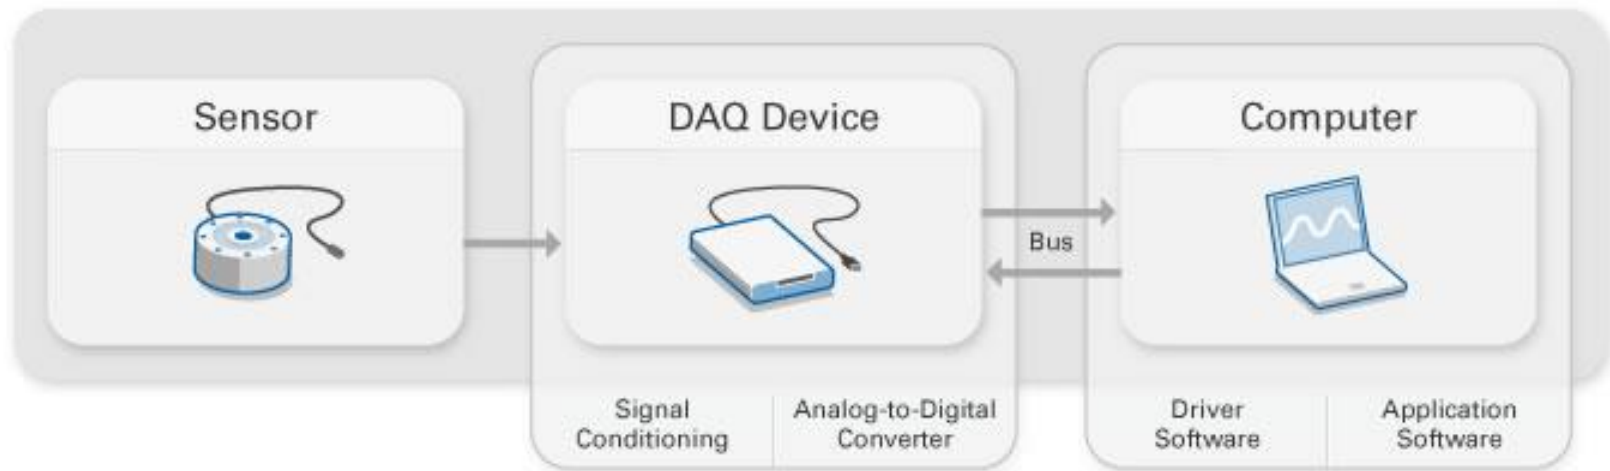 Sensor
DAQ Device
Computer
Bus
Signal
Conditioning
Analog-to-Digital
Converter
Driver
Software
Application
Software